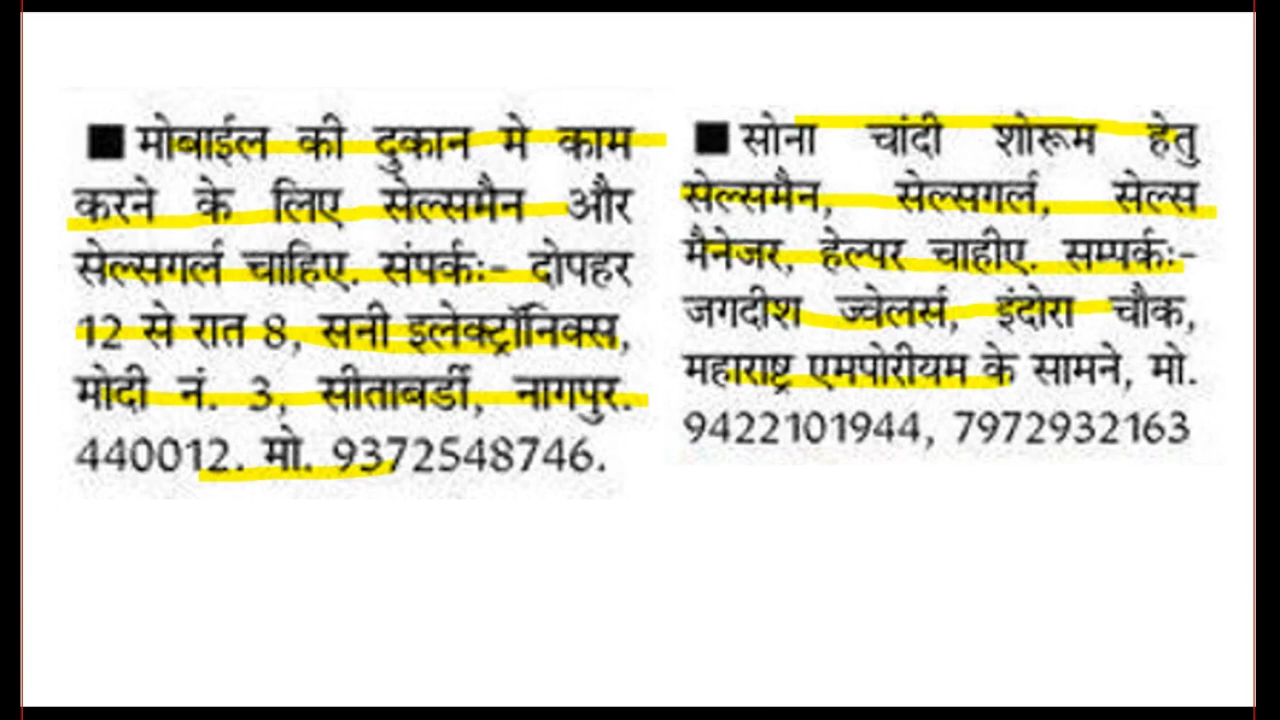 ■ मोबाईल की दुकान मे काम
करने के लिए सेल्समैन और
सेल्सगर्ल चाहिए. संपर्कः- दोपहर
12 से रात 8, सनी इलेक्ट्रॉनिक्स,
मोदी नं. 3, सीताबर्डी, नागपुर.
440012. मो. 9372548746.
■ सोना चांदी शोरूम हेतु
सेल्समैन, सेल्सगर्ल, सेल्स
मैनेजर, हेल्पर चाहीए. सम्पर्कः-
जगदीश ज्वेलर्स, इंदोरा चौक,
महाराष्ट्र एमपोरीयम के सामने, मो.
9422101944, 7972932163